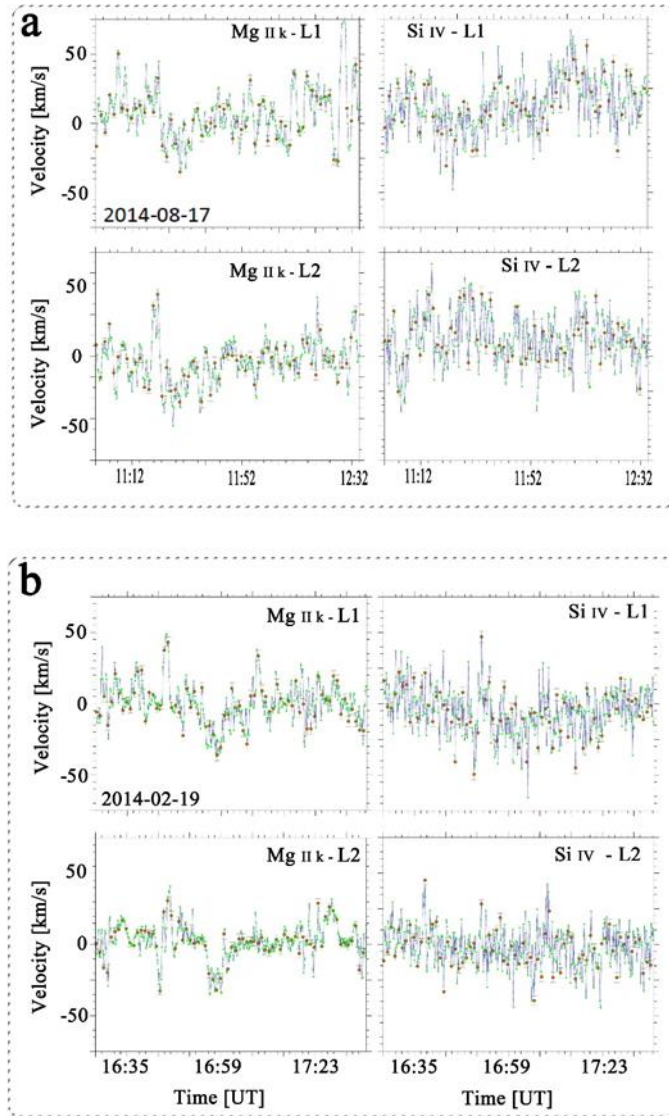 a
Mg II k - L1
Si IV - L1
Velocity [km/s]
50
0
-50
2014-08-17
Mg II k - L2
Si IV - L2
Velocity [km/s]
50
0
-50
11:12
11:52
12:32
11:12
11:52
12:32
b
Mg II k - L1
Si IV - L1
Velocity [km/s]
50
0
-50
2014-02-19
Mg II k - L2
Si IV - L2
Velocity [km/s]
50
0
-50
16:35
16:59
17:23
16:35
16:59
17:23
Time [UT]
Time [UT]